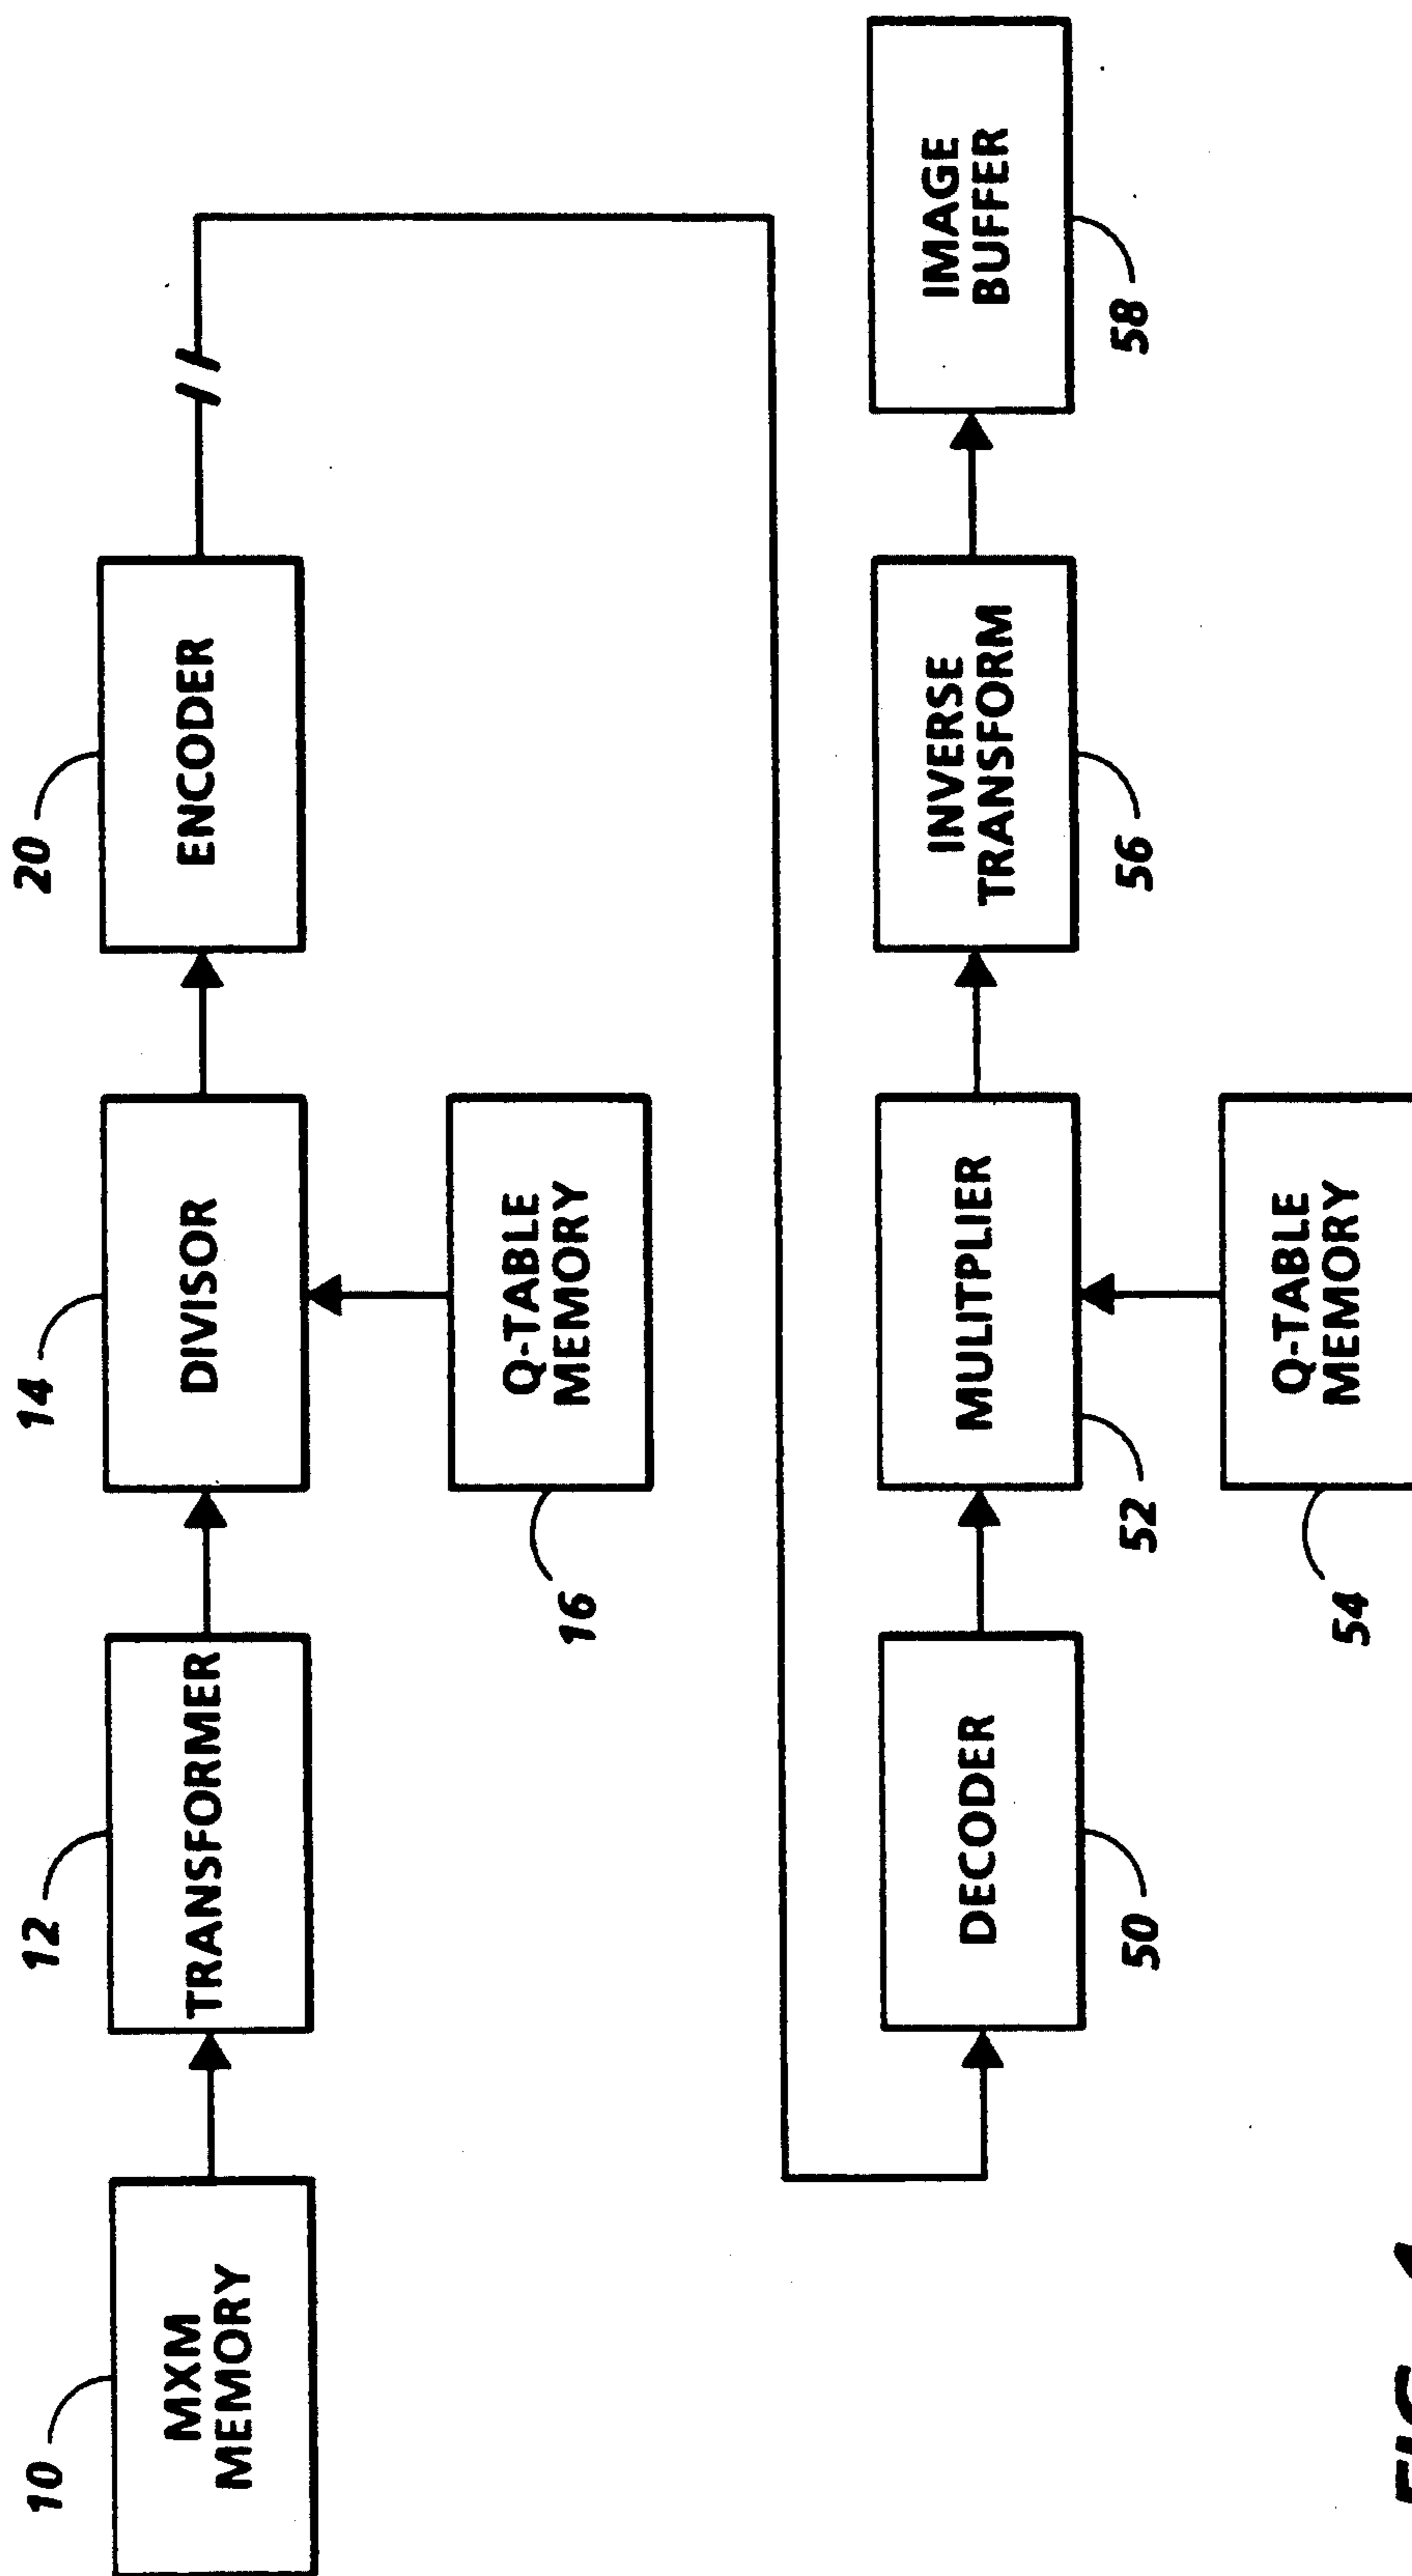 10
MXM
MEMORY
12
TRANSFORMER
14
DIVISOR
16
Q-TABLE
MEMORY
20
ENCODER
50
DECODER
52
MULITPLIER
54
Q-TABLE
MEMORY
56
INVERSE
TRANSFORM
58
IMAGE
BUFFER